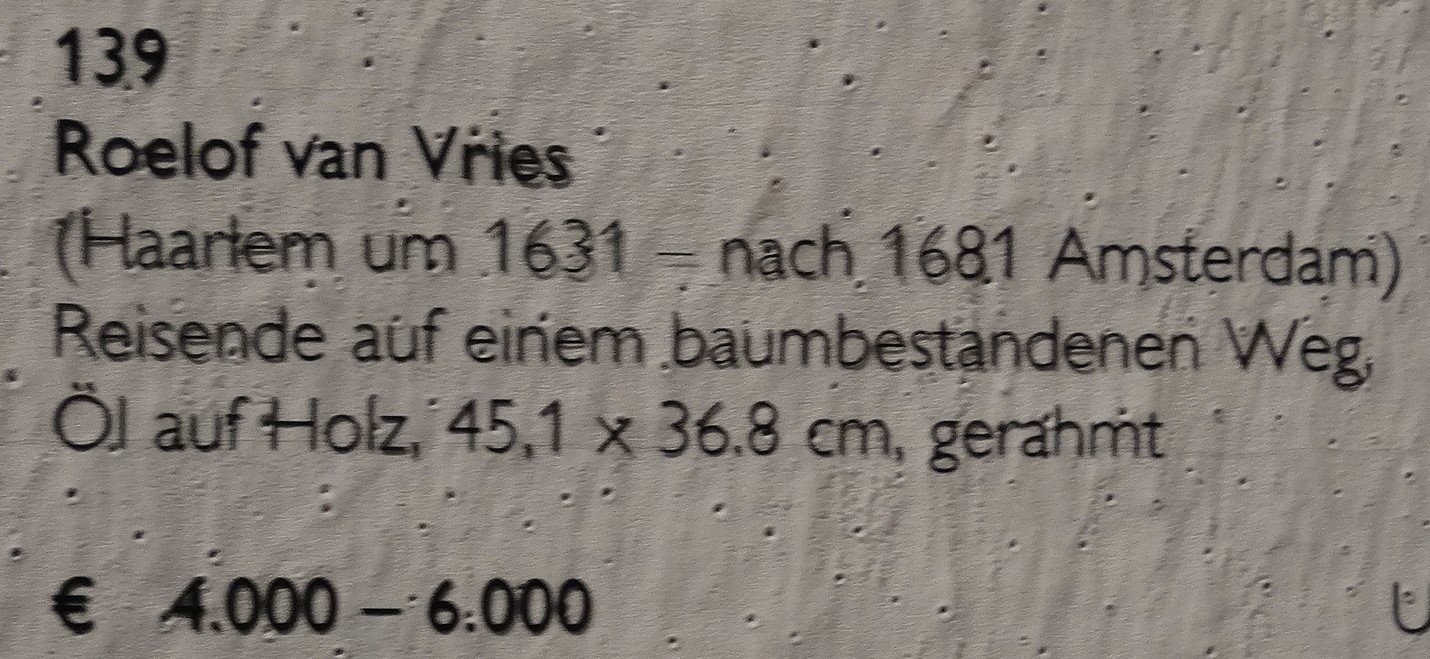 139
Roelof van Vries
(Haarlem um 1631 – nach 1681 Amsterdam)
Reisende auf einem baumbestandenen Weg,
Öl auf Holz, 45,1 x 36,8 cm, gerahmt
€ 4.000 – 6.000